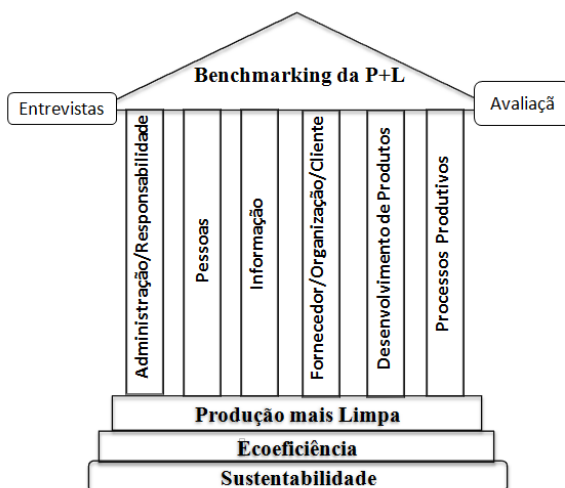 Benchmarking da P+L
Entrevistas
Avaliaçã
Administração/Responsabilidade
Pessoas
Informação
Fornecedor/Organização/Cliente
Desenvolvimento de Produtos
Processos Produtivos
Produção mais Limpa
Ecoeficiência
Sustentabilidade